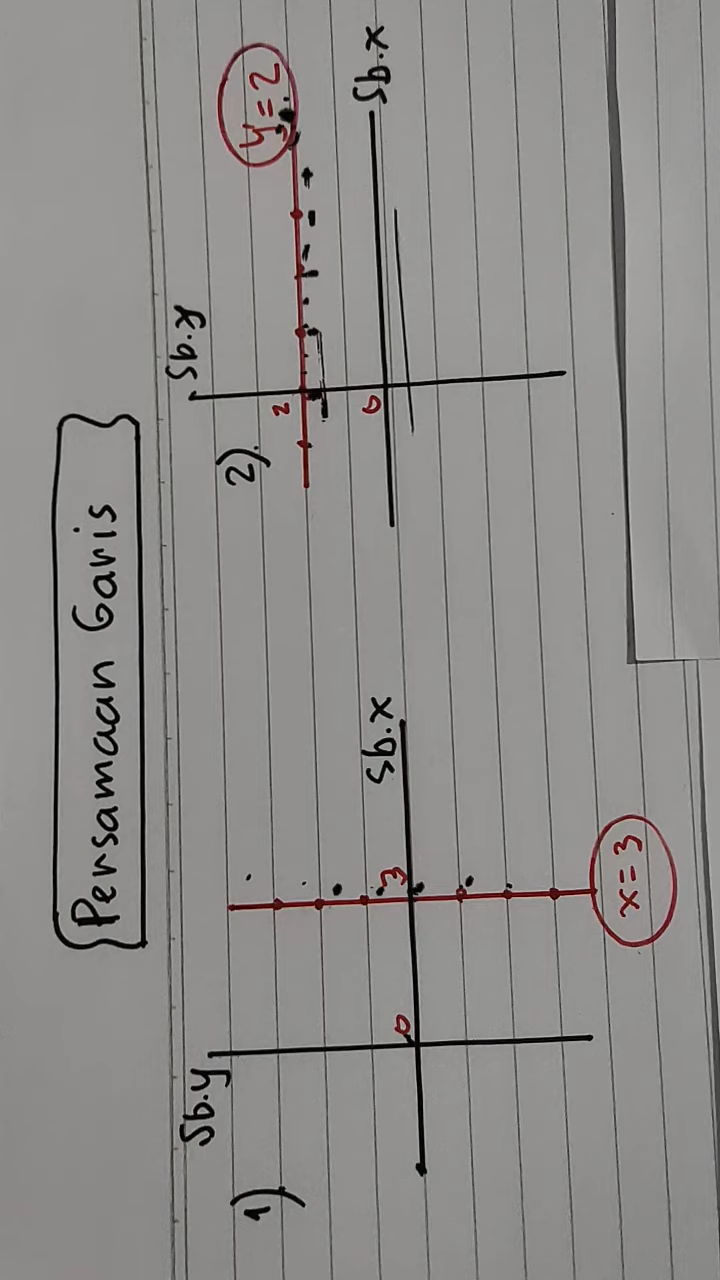 Persamaan Garis
1)
Sb.y
0
3
Sb.x
x = 3
2).
Sb.y
2
0
y = 2
Sb.x